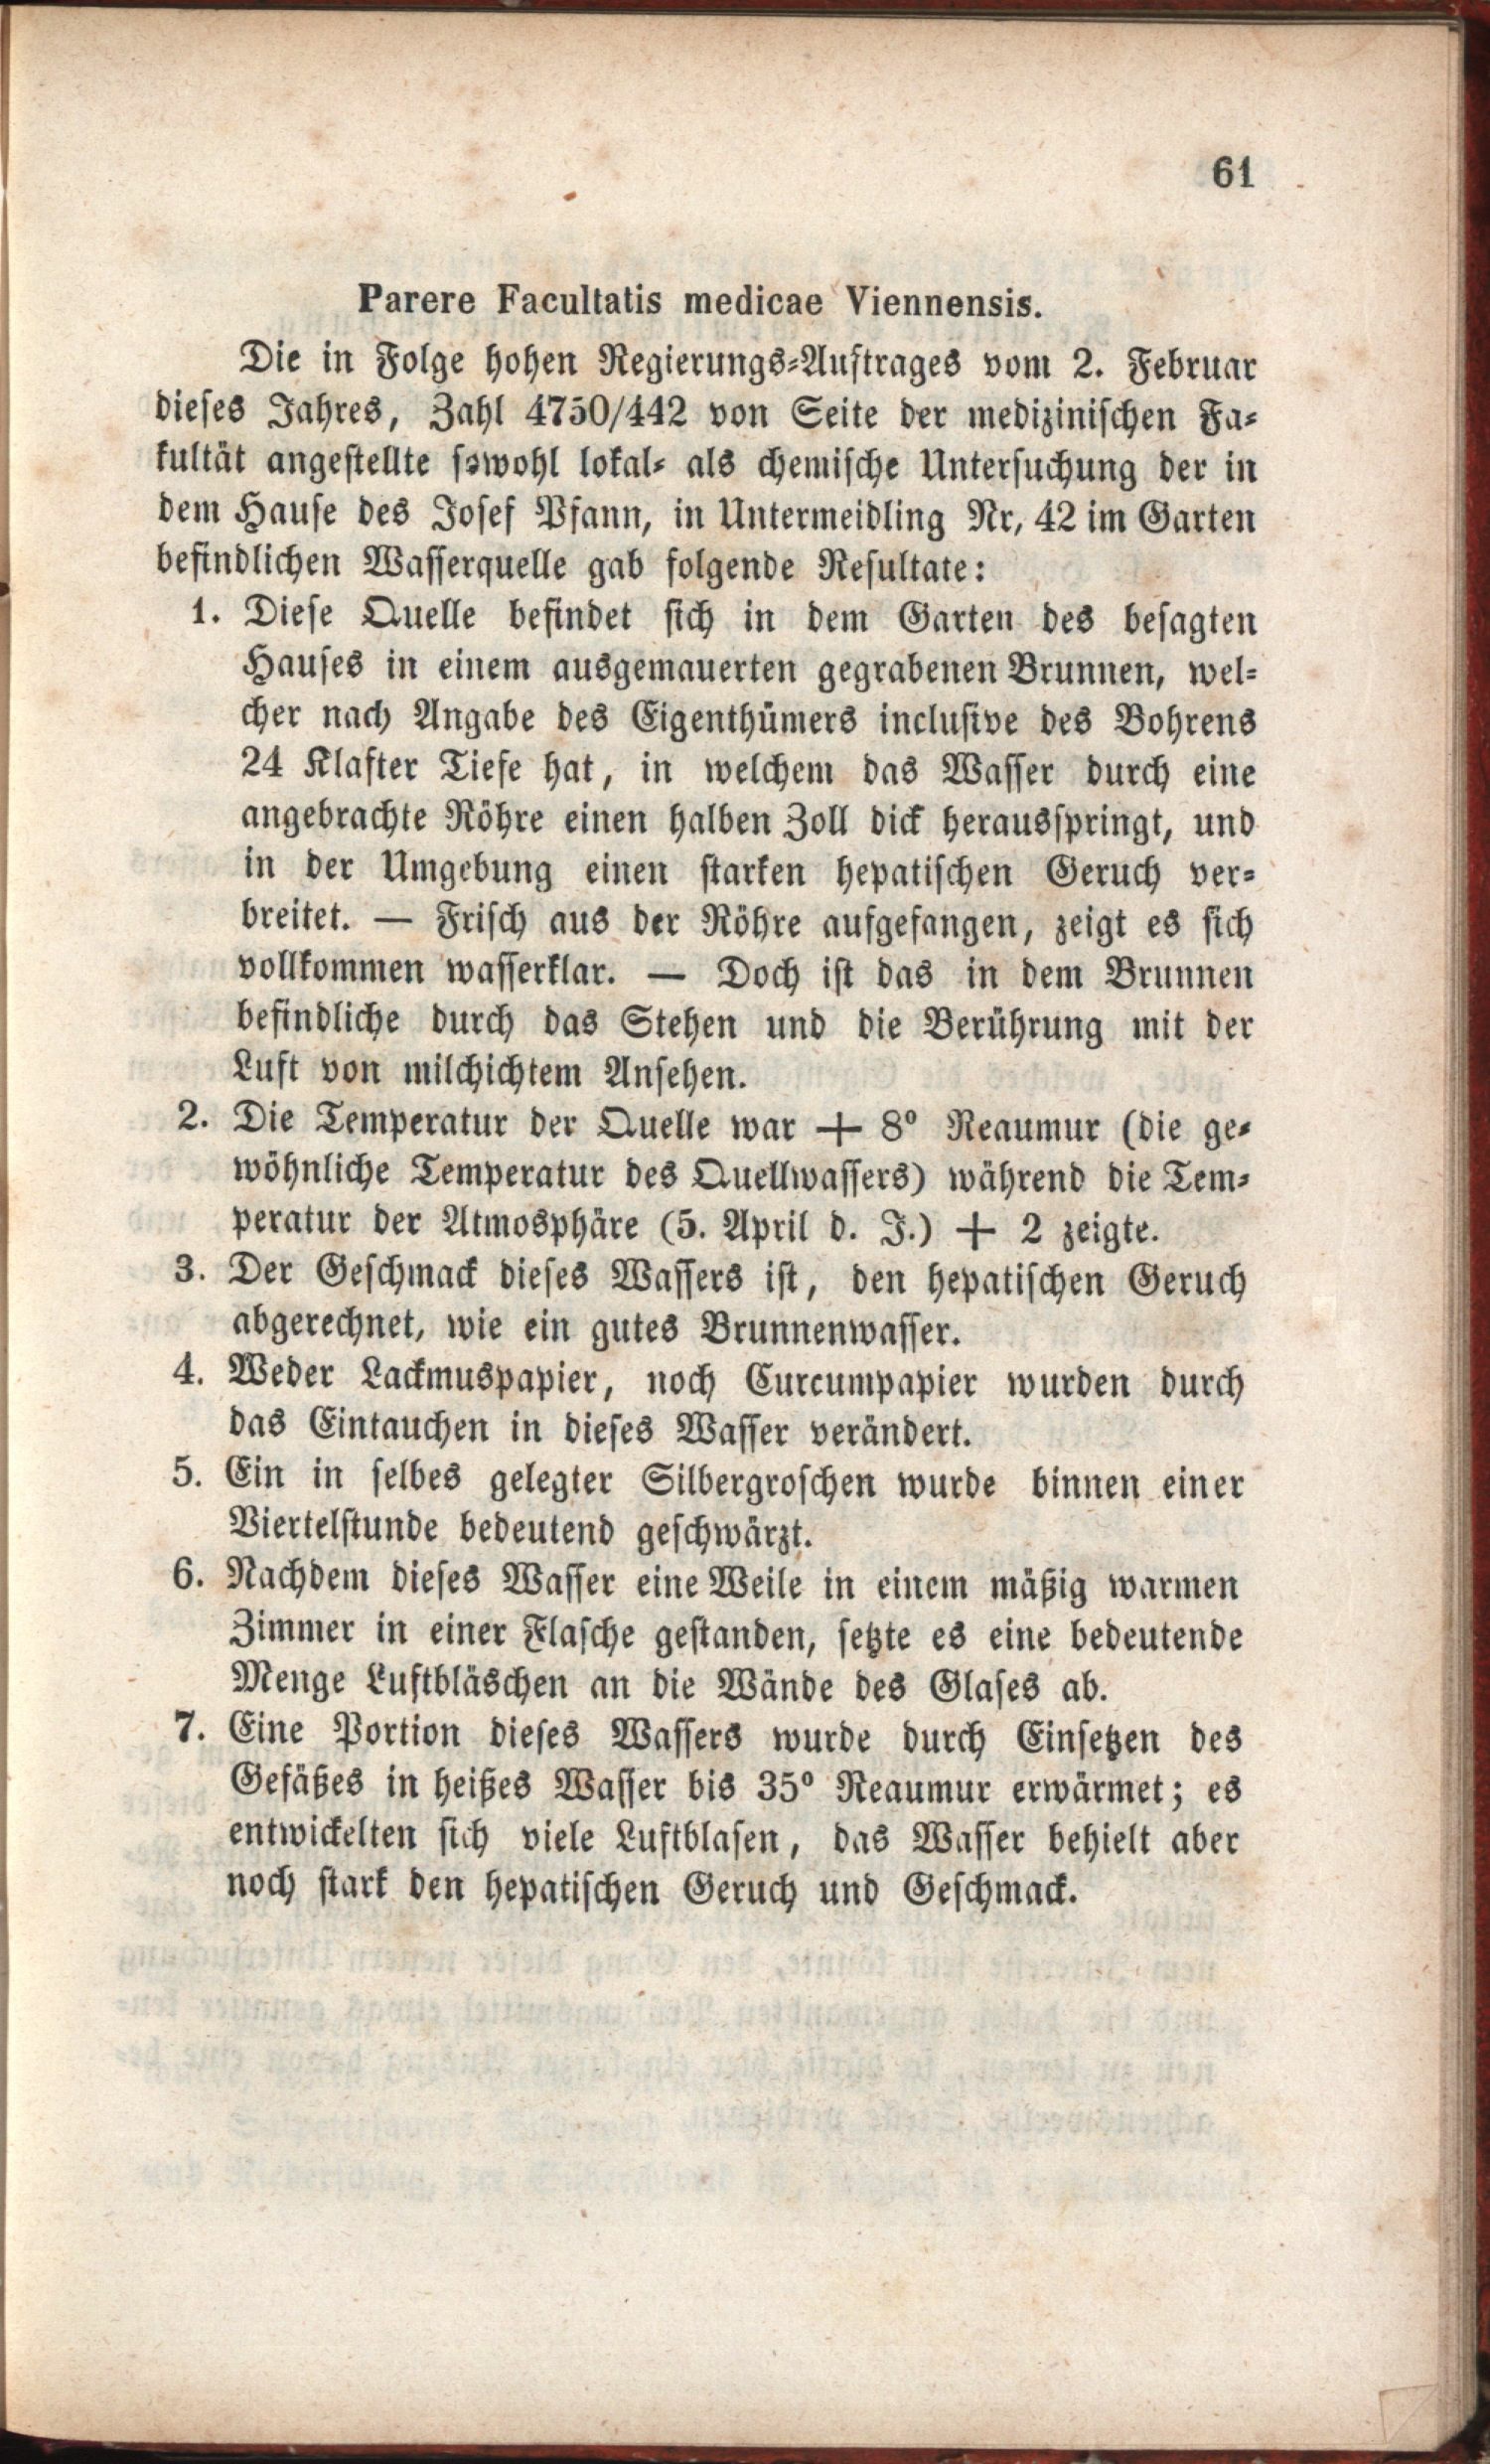 61
Parere Facultatis medicae Viennensis.
Die in Folge hohen Regierungs-Auftrages vom 2. Februar
dieses Jahres, Zahl 4750/442 von Seite der medizinischen Fa-
kultät angestellte sowohl lokal- als chemische Untersuchung der in
dem Hause des Josef Pfann, in Untermeidling Nr, 42 im Garten
befindlichen Wasserquelle gab folgende Resultate:
1. Diese Quelle befindet sich in dem Garten des besagten
Hauses in einem ausgemauerten gegrabenen Brunnen, wel-
cher nach Angabe des Eigenthümers inclusive des Bohrens
24 Klafter Tiefe hat, in welchem das Wasser durch eine
angebrachte Röhre einen halben Zoll dick herausspringt, und
in der Umgebung einen starken hepatischen Geruch ver-
breitet. — Frisch aus der Röhre aufgefangen, zeigt es sich
vollkommen wasserklar. — Doch ist das in dem Brunnen
befindliche durch das Stehen und die Berührung mit der
Luft von milchichtem Ansehen.
2. Die Temperatur der Quelle war + 8° Reaumur (die ge-
wöhnliche Temperatur des Quellwassers) während die Tem-
peratur der Atmosphäre (5. April d. J.) + 2 zeigte.
3. Der Geschmack dieses Wassers ist, den hepatischen Geruch
abgerechnet, wie ein gutes Brunnenwasser.
4. Weder Lackmuspapier, noch Curcumpapier wurden durch
das Eintauchen in dieses Wasser verändert.
5. Ein in selbes gelegter Silbergroschen wurde binnen einer
Viertelstunde bedeutend geschwärzt.
6. Nachdem dieses Wasser eine Weile in einem mäßig warmen
Zimmer in einer Flasche gestanden, setzte es eine bedeutende
Menge Luftbläschen an die Wände des Glases ab.
7. Eine Portion dieses Wassers wurde durch Einsetzen des
Gefäßes in heißes Wasser bis 35° Reaumur erwärmet; es
entwickelten sich viele Luftblasen, das Wasser behielt aber
noch stark den hepatischen Geruch und Geschmack.